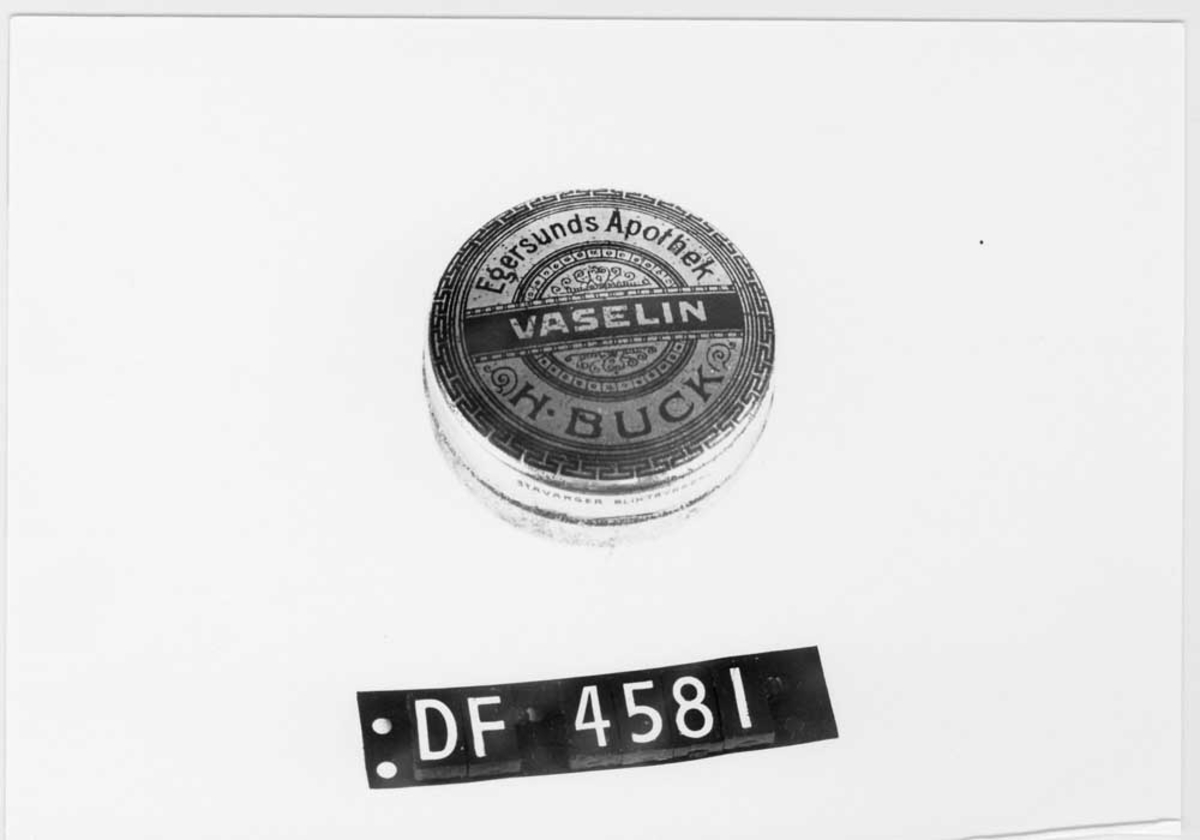 Egersunds Apothek
VASELIN
H. BUCK
STAVANGER
DF 4581